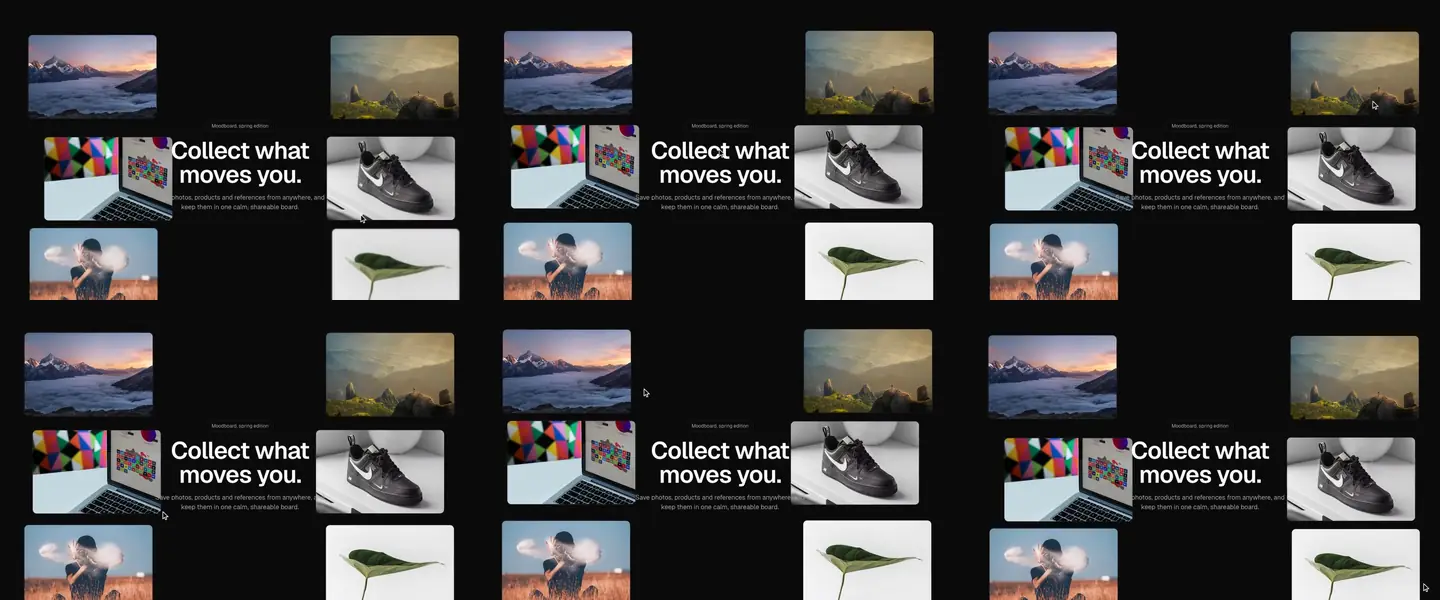 Moodboard, spring edition
Collect what
moves you.
photos, products and references from anywhere, and
keep them in one calm, shareable board.
Moodboard, spring edition
Collect what
moves you.
Save photos, products and references from anywhere,
keep them in one calm, shareable board.
Moodboard, spring edition
Collect what
moves you.
photos, products and references from anywhere, and
keep them in one calm, shareable board.
Moodboard, spring edition
Collect what
moves you.
photos, products and references from anywhere,
keep them in one calm, shareable board.
Moodboard, spring edition
Collect what
moves you.
Save photos, products and references from anywhere,
keep them in one calm, shareable board.
Moodboard, spring edition
Collect what
moves you.
photos, products and references from anywhere, and
keep them in one calm, shareable board.